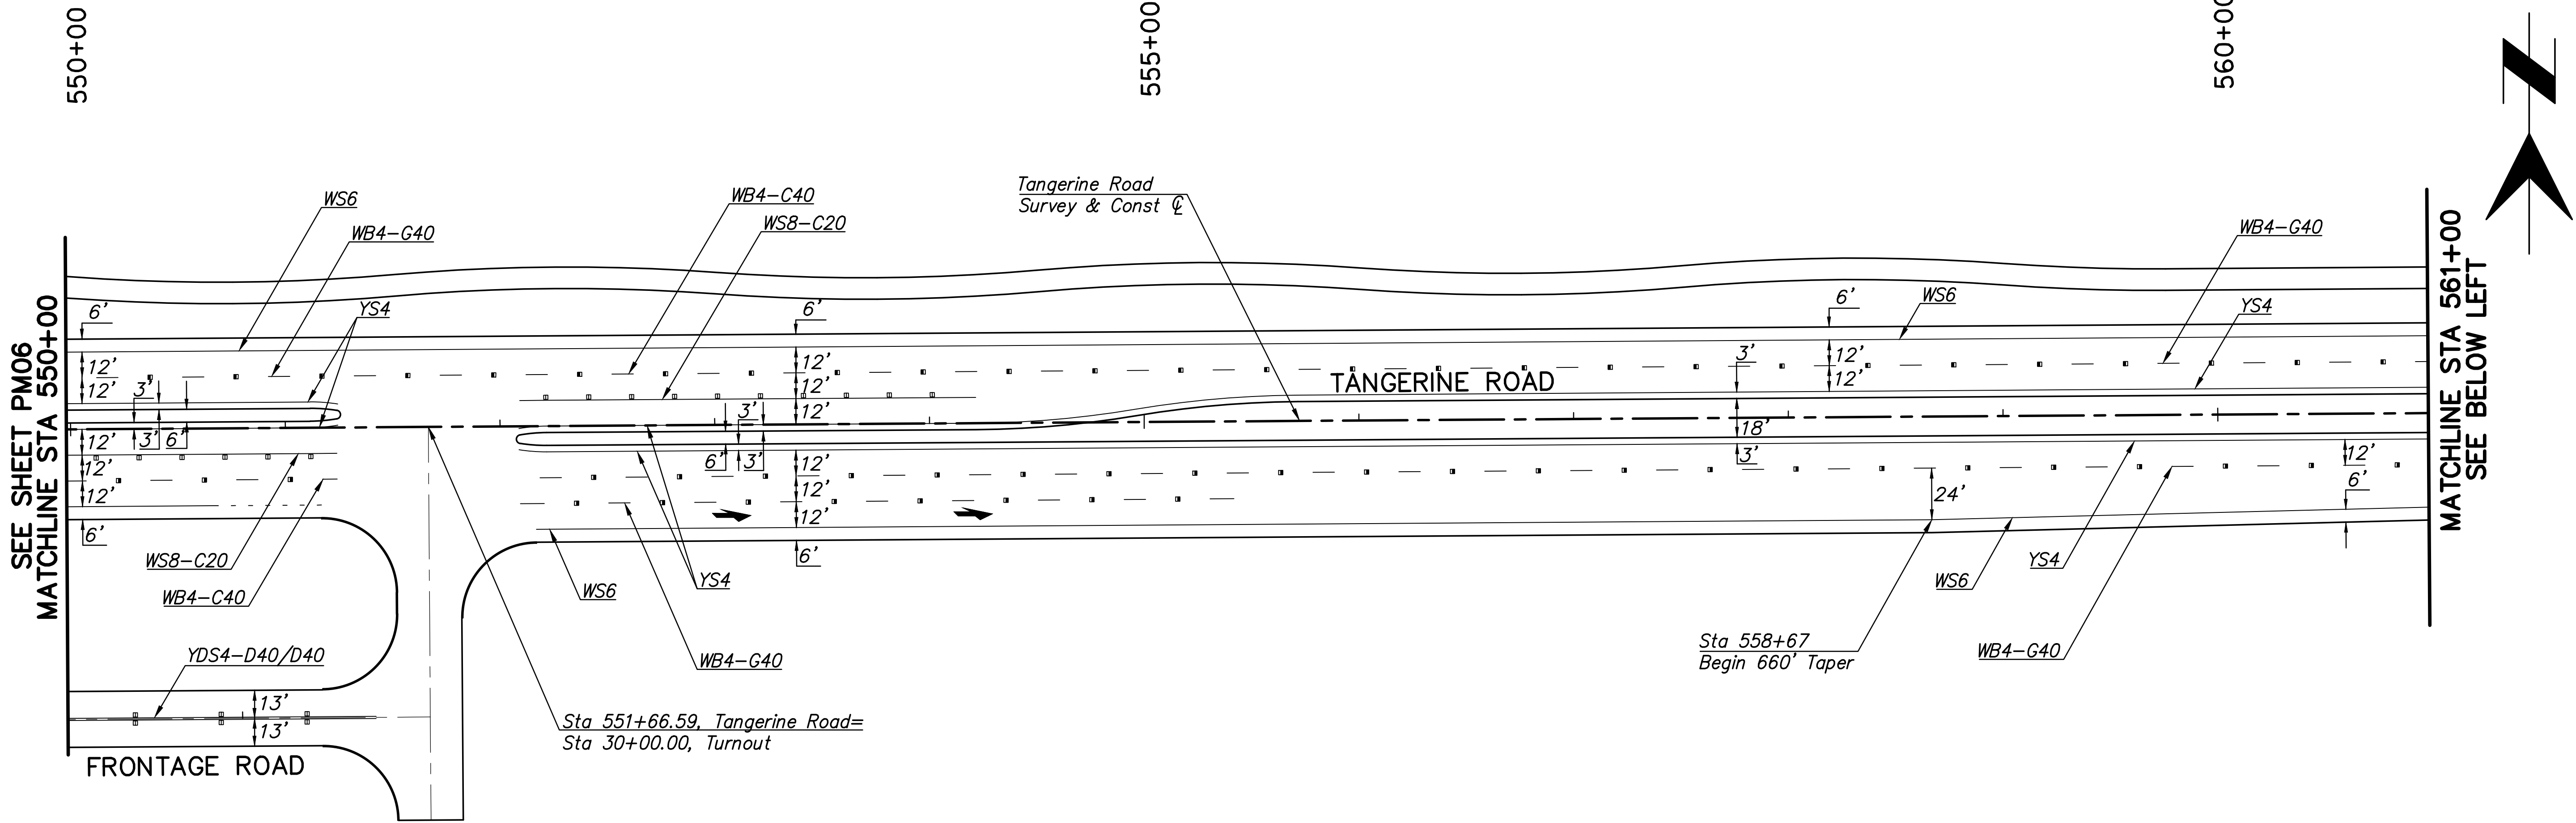 550+00
555+00
560+00
N
Tangerine Road
Survey & Const ℄
WS6
WB4-G40
WB4-C40
WS8-C20
WB4-G40
YS4
WS6
YS4
6'
6'
6'
12'
12'
3'
3'
6'
12'
12'
12'
3'
12'
12'
TANGERINE ROAD
12'
12'
12'
6'
3'
6'
3'
12'
12'
12'
6'
18'
3'
24'
12'
6'
SEE SHEET PM06
MATCHLINE STA 550+00
MATCHLINE STA 561+00
SEE BELOW LEFT
WS8-C20
WB4-C40
WS6
YS4
WB4-G40
WS6
YS4
WB4-G40
Sta 558+67
Begin 660' Taper
YDS4-D40/D40
13'
13'
FRONTAGE ROAD
Sta 551+66.59, Tangerine Road=
Sta 30+00.00, Turnout